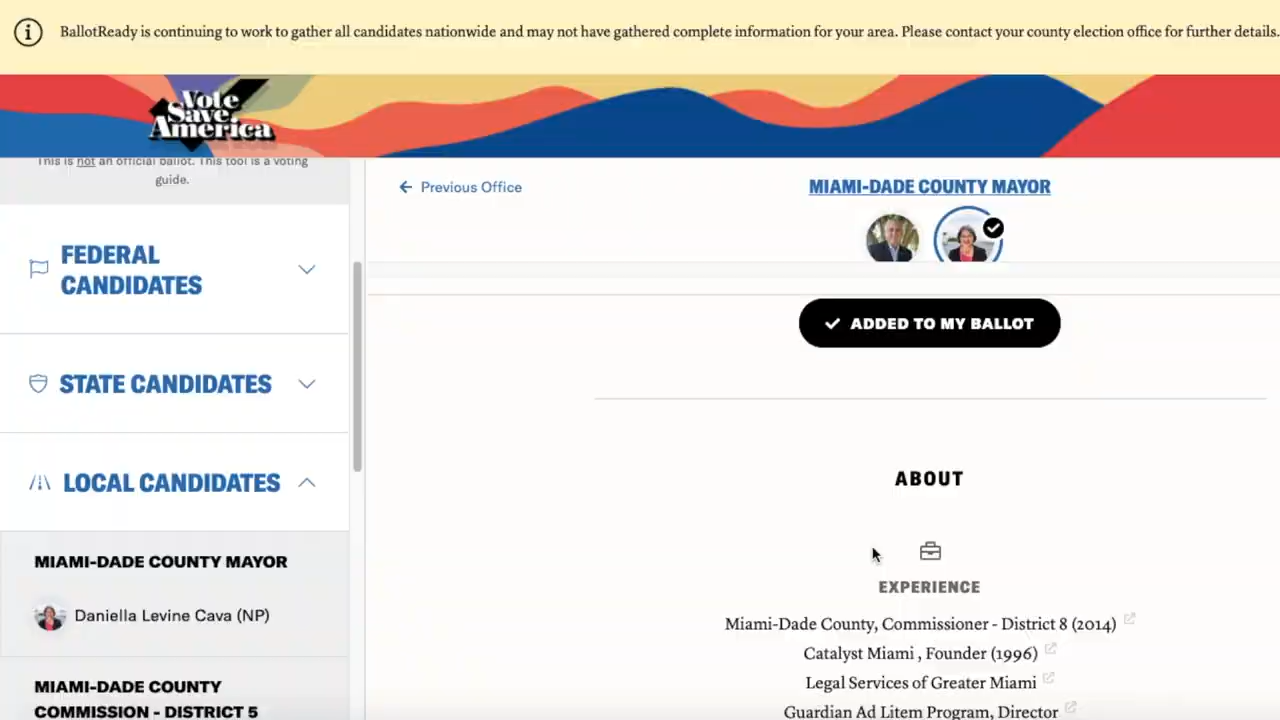 BallotReady is continuing to work to gather all candidates nationwide and may not have gathered complete information for your area. Please contact your county election office for further details.
Vote
Save
America
This is not an official ballot. This tool is a voting
guide.
FEDERAL
CANDIDATES
STATE CANDIDATES
LOCAL CANDIDATES
MIAMI-DADE COUNTY MAYOR
Daniella Levine Cava (NP)
MIAMI-DADE COUNTY
COMMISSION - DISTRICT 5
Previous Office
MIAMI-DADE COUNTY MAYOR
ADDED TO MY BALLOT
ABOUT
EXPERIENCE
Miami-Dade County, Commissioner - District 8 (2014)
Catalyst Miami , Founder (1996)
Legal Services of Greater Miami
Guardian Ad Litem Program, Director